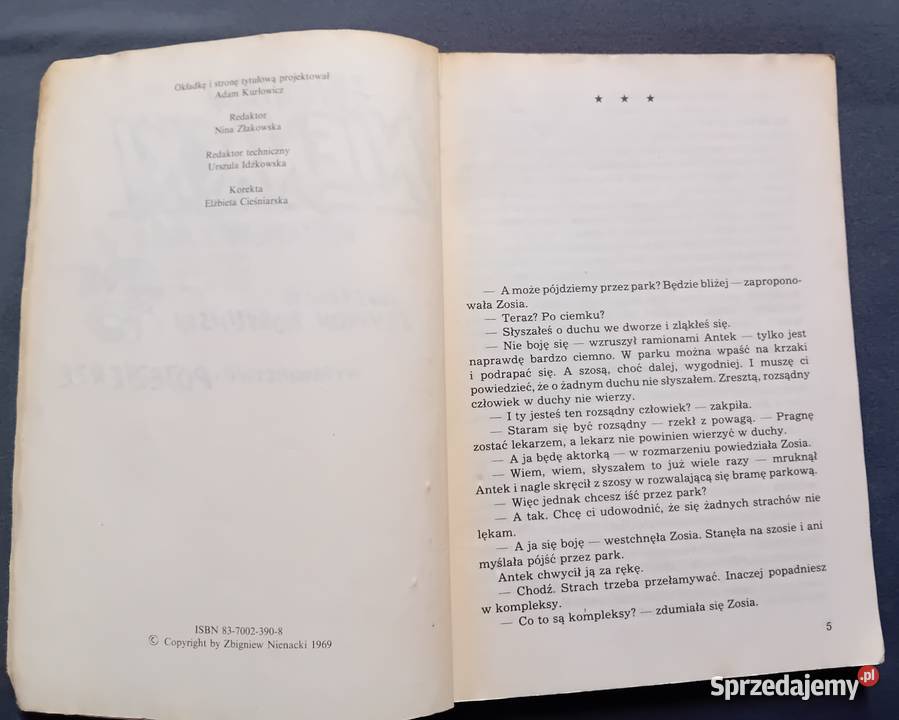 Okładkę i stronę tytułową projektował
Adam Kurłowicz
Redaktor
Nina Złakowska
Redaktor techniczny
Urszula Idźkowska
Korekta
Elżbieta Cieśniarska
ISBN 83-7002-390-8
© Copyright by Zbigniew Nienacki 1969
★ ★ ★
— A może pójdziemy przez park? Będzie bliżej — zapropono-
wała Zosia.
— Teraz? Po ciemku?
— Słyszałeś o duchu we dworze i zląkłeś się.
— Nie boję się — wzruszył ramionami Antek — tylko jest
naprawdę bardzo ciemno. W parku można wpaść na krzaki
i podrapać się. A szosą, choć dalej, wygodniej. I muszę ci
powiedzieć, że o żadnym duchu nie słyszałem. Zresztą, rozsądny
człowiek w duchy nie wierzy.
— I ty jesteś ten rozsądny człowiek? — zakpiła.
— Staram się być rozsądny — rzekł z powagą. — Pragnę
zostać lekarzem, a lekarz nie powinien wierzyć w duchy.
— A ja będę aktorką — w rozmarzeniu powiedziała Zosia.
— Wiem, wiem, słyszałem to już wiele razy — mruknął
Antek i nagle skręcił z szosy w rozwalającą się bramę parkową.
— Więc jednak chcesz iść przez park?
— A tak. Chcę ci udowodnić, że się żadnych strachów nie
lękam.
— A ja się boję — westchnęła Zosia. Stanęła na szosie i ani
myślała pójść przez park.
Antek chwycił ją za rękę.
— Chodź. Strach trzeba przełamywać. Inaczej popadniesz
w kompleksy.
— Co to są kompleksy? — zdumiała się Zosia.
5
Sprzedajemy.pl